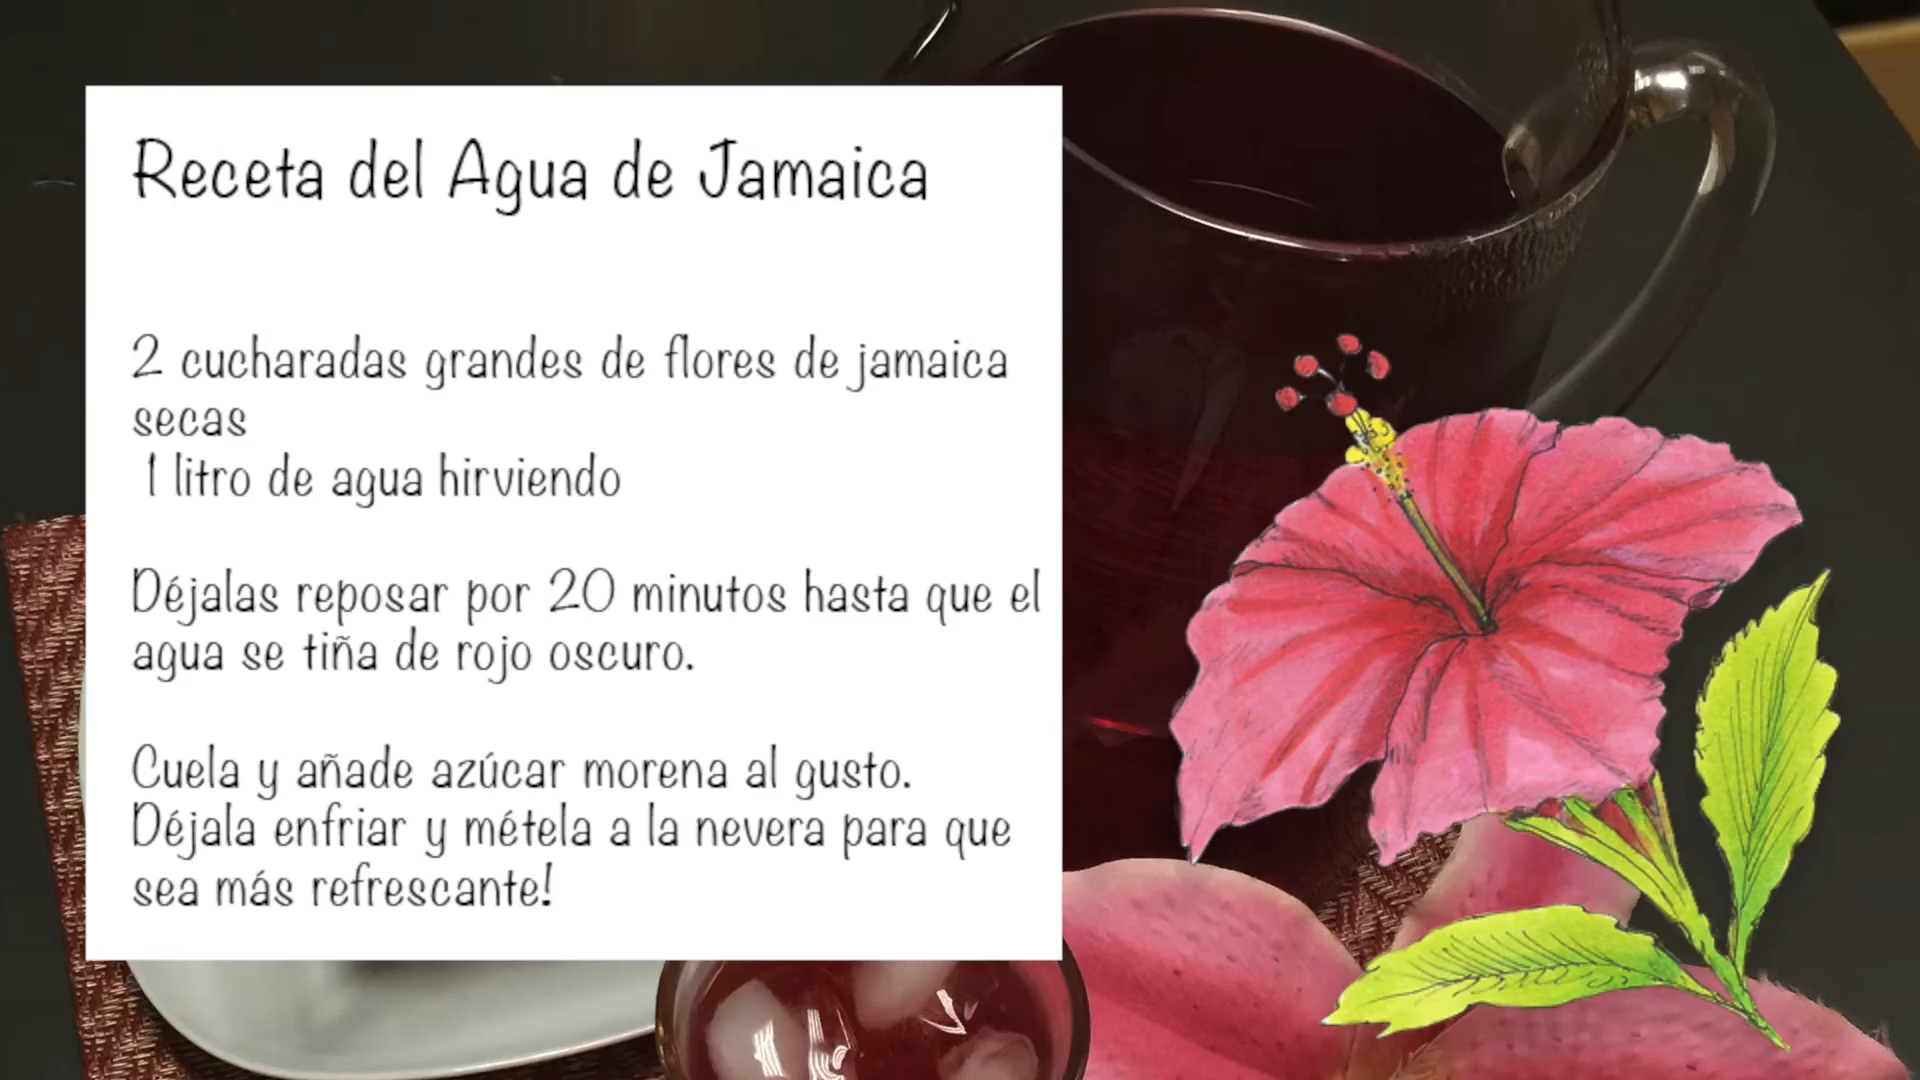 Receta del Agua de Jamaica
2 cucharadas grandes de flores de jamaica
secas
1 litro de agua hirviendo
Déjalas reposar por 20 minutos hasta que el
agua se tiña de rojo oscuro.
Cuela y añade azúcar morena al gusto.
Déjala enfriar y métela a la nevera para que
sea más refrescante!